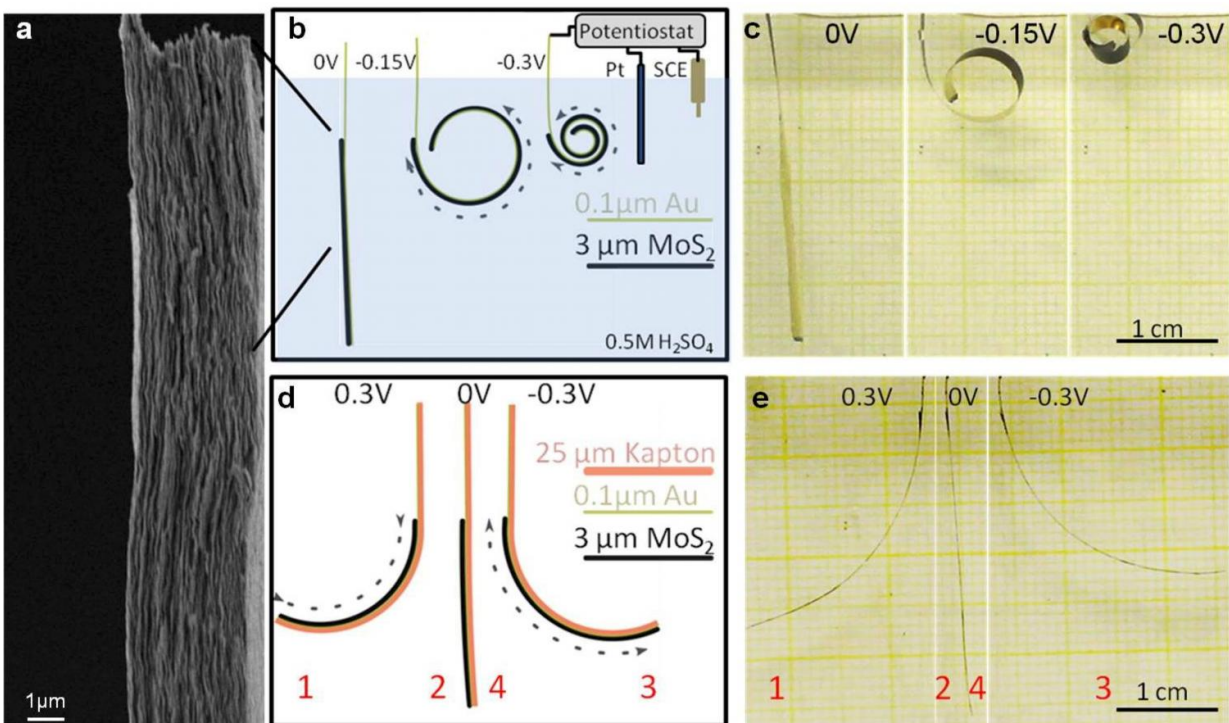 a
1μm
b
Potentiostat
0V
-0.15V
-0.3V
Pt
SCE
0.1μm Au
3 μm MoS₂
0.5M H₂SO₄
c
0V
-0.15V
-0.3V
1 cm
d
0.3V
0V
-0.3V
25 μm Kapton
0.1μm Au
3 μm MoS₂
1
2
4
3
e
0.3V
0V
-0.3V
1
2
4
3
1 cm